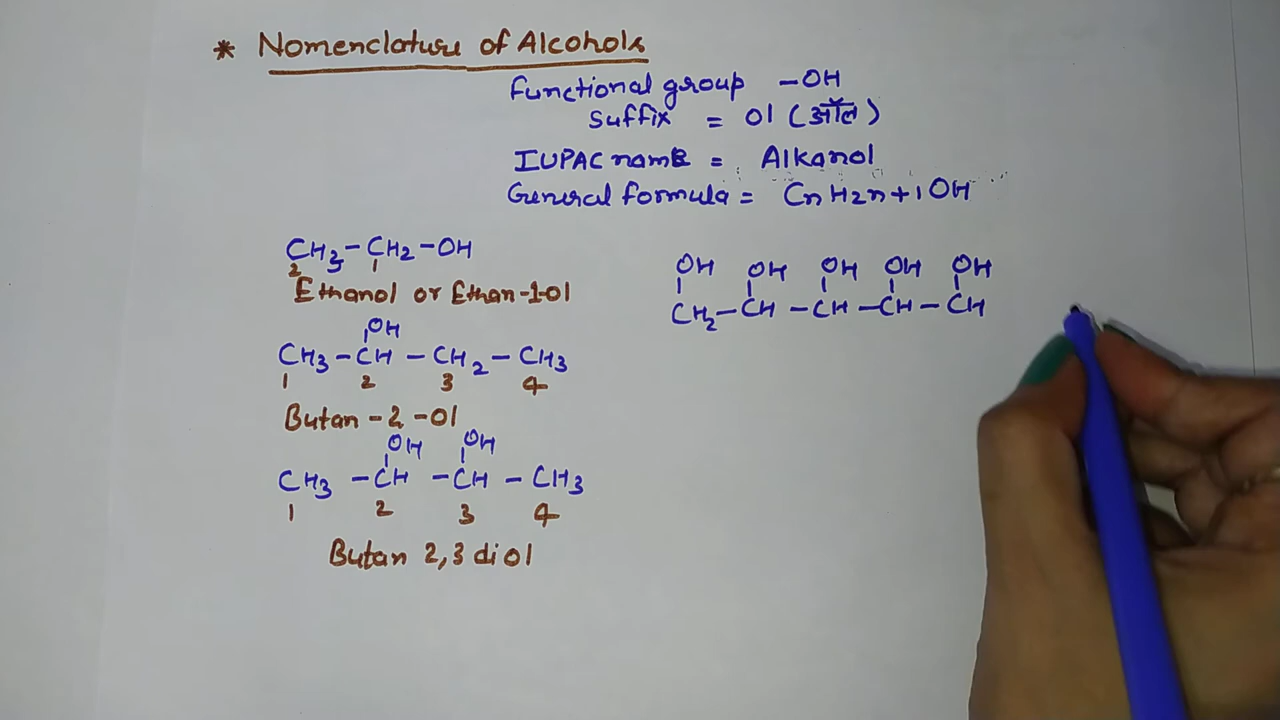 * Nomenclature of Alcohols
Functional group -OH
Suffix = Ol (ऑल)
IUPAC name = Alkanol
General formula = CnH2n+1OH
CH3-CH2-OH
2 1
Ethanol or Ethan-1-Ol
OH
CH3-CH-CH2-CH3
1 2 3 4
Butan-2-Ol
OH OH
CH3-CH-CH-CH3
1 2 3 4
Butan 2,3 diol
OH OH OH OH OH
CH2-CH-CH-CH-CH